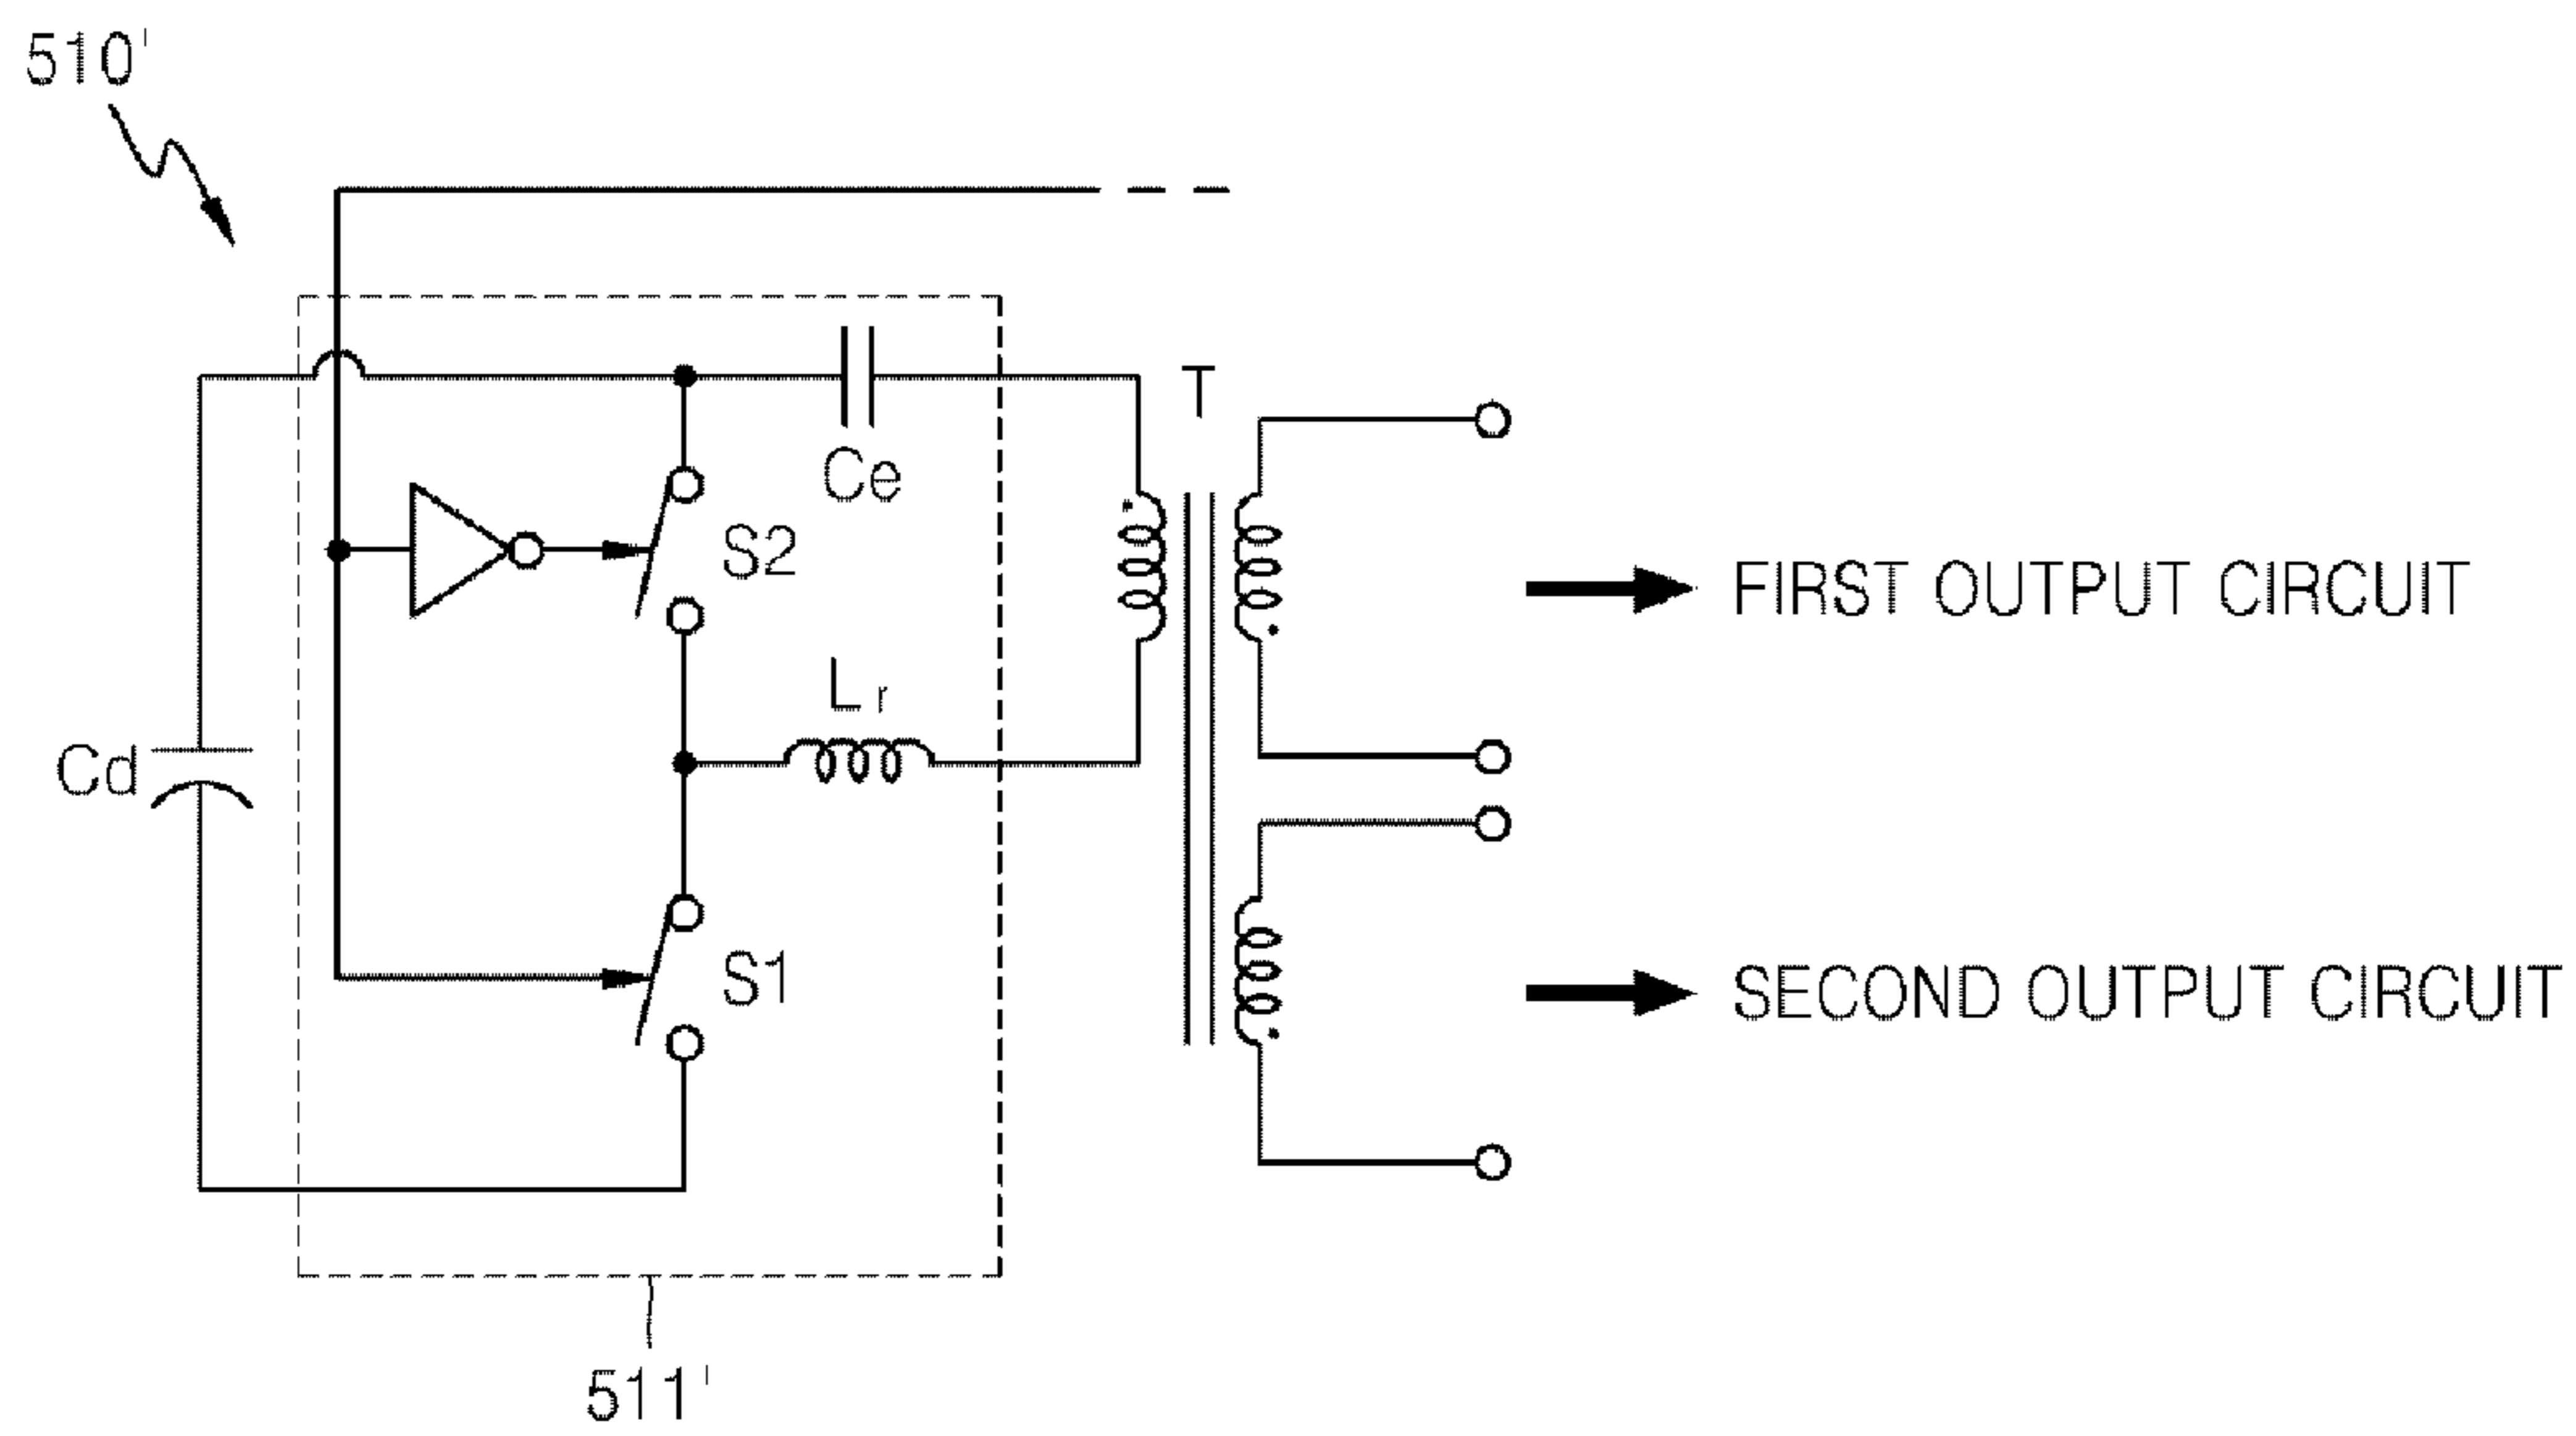 510'
T
Ce
S2
FIRST OUTPUT CIRCUIT
Lr
Cd
S1
SECOND OUTPUT CIRCUIT
511'